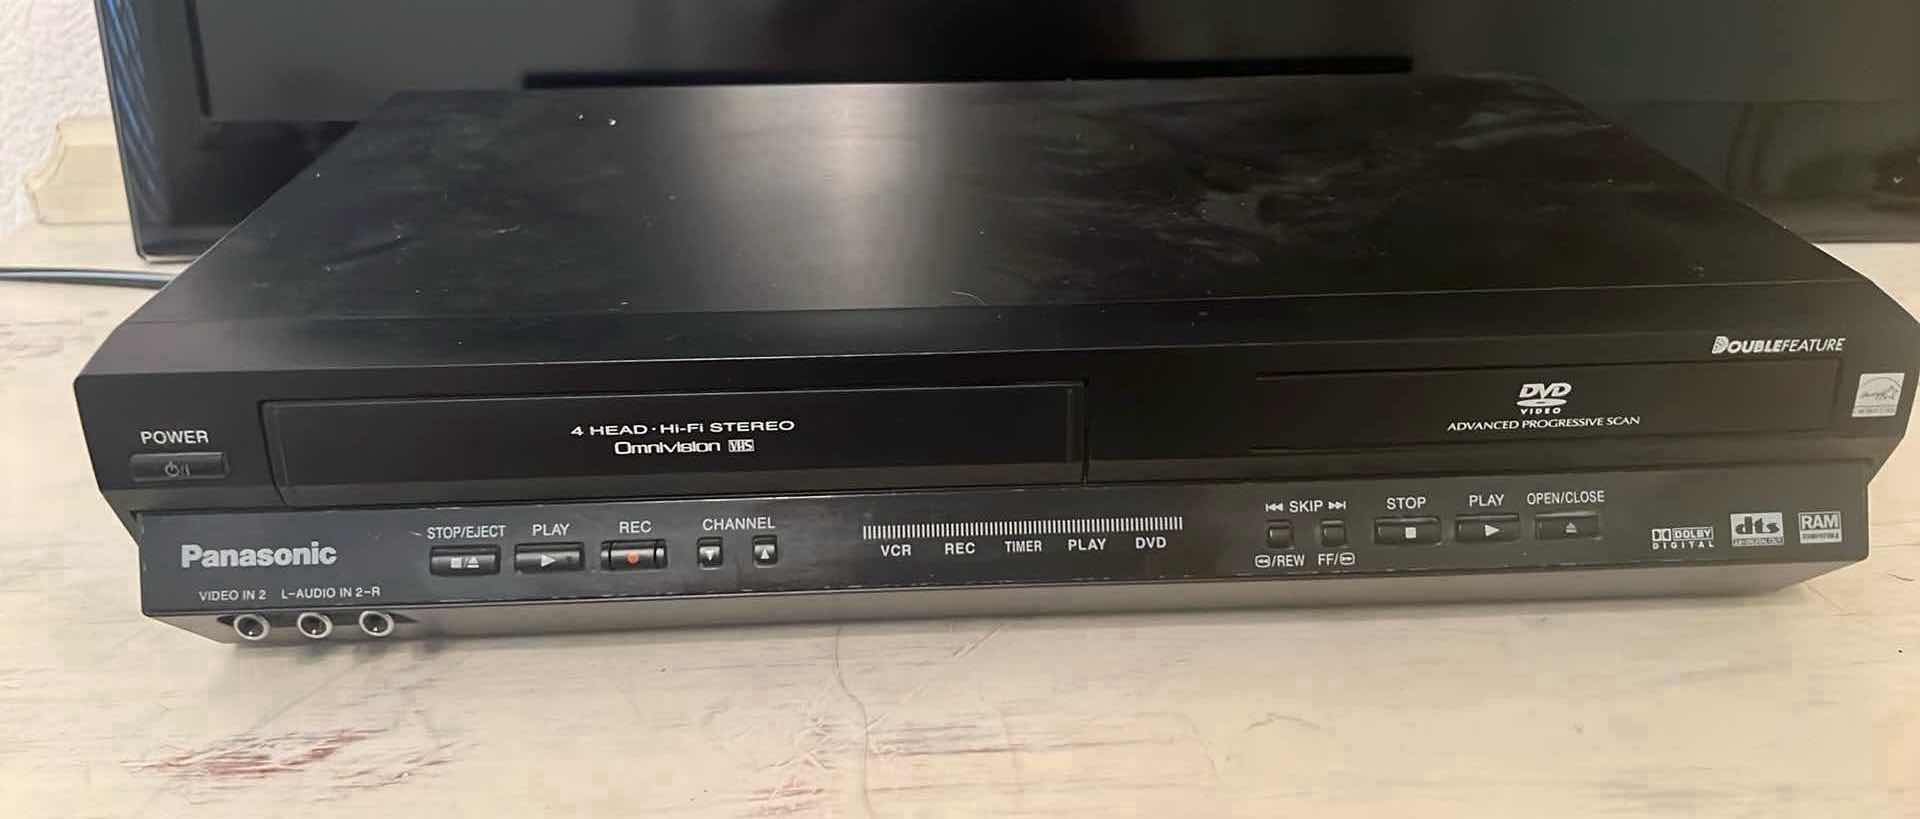 DOUBLEFEATURE
DVD
VIDEO
ADVANCED PROGRESSIVE SCAN
4 HEAD · Hi-Fi STEREO
Omnivision VHS
POWER
STOP/EJECT PLAY REC CHANNEL
VCR REC TIMER PLAY DVD
SKIP STOP PLAY OPEN/CLOSE
/REW FF/
DOLBY
DIGITAL
dts
RAM
Panasonic
VIDEO IN 2 L-AUDIO IN 2-R